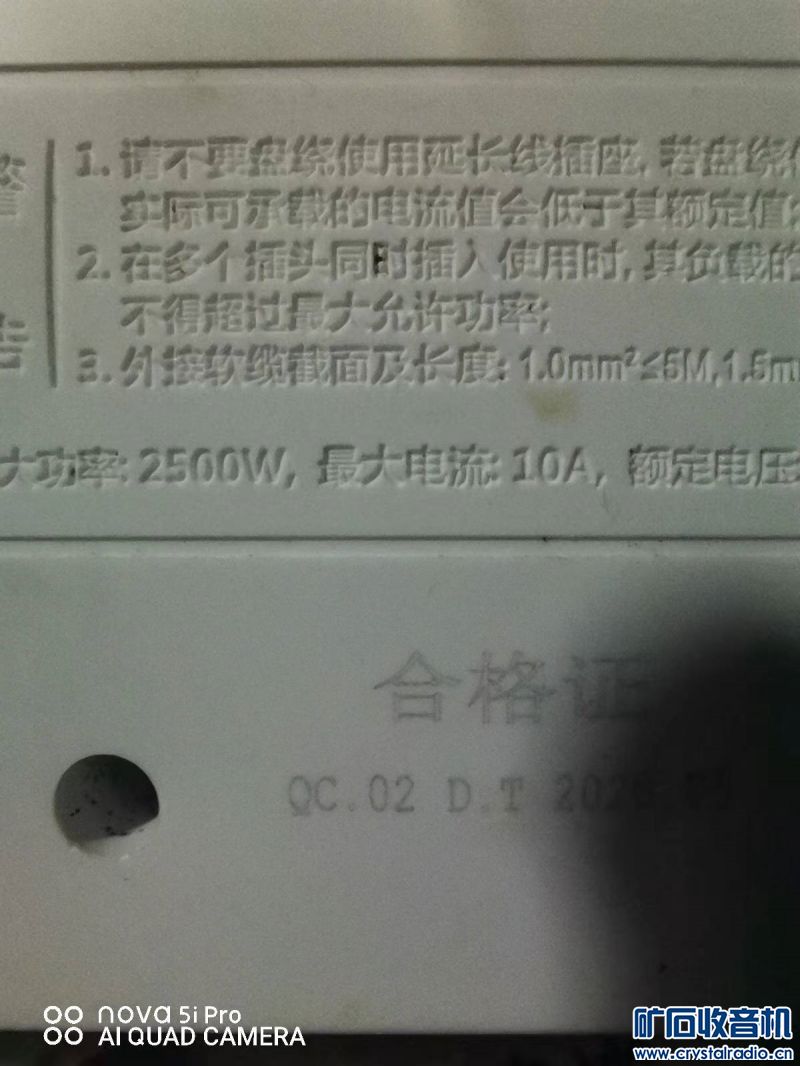 警告
1. 请不要盘绕使用延长线插座, 若盘绕使
实际可承载的电流值会低于其额定值
2. 在多个插头同时插入使用时, 其负载的
不得超过最大允许功率;
3. 外接软缆截面及长度: 1.0mm²≤5M,1.5m
大功率: 2500W, 最大电流: 10A, 额定电压
合格证
QC.02 D.T 2020
nova 5i Pro
AI QUAD CAMERA
矿石收音机
www.crystalradio.cn